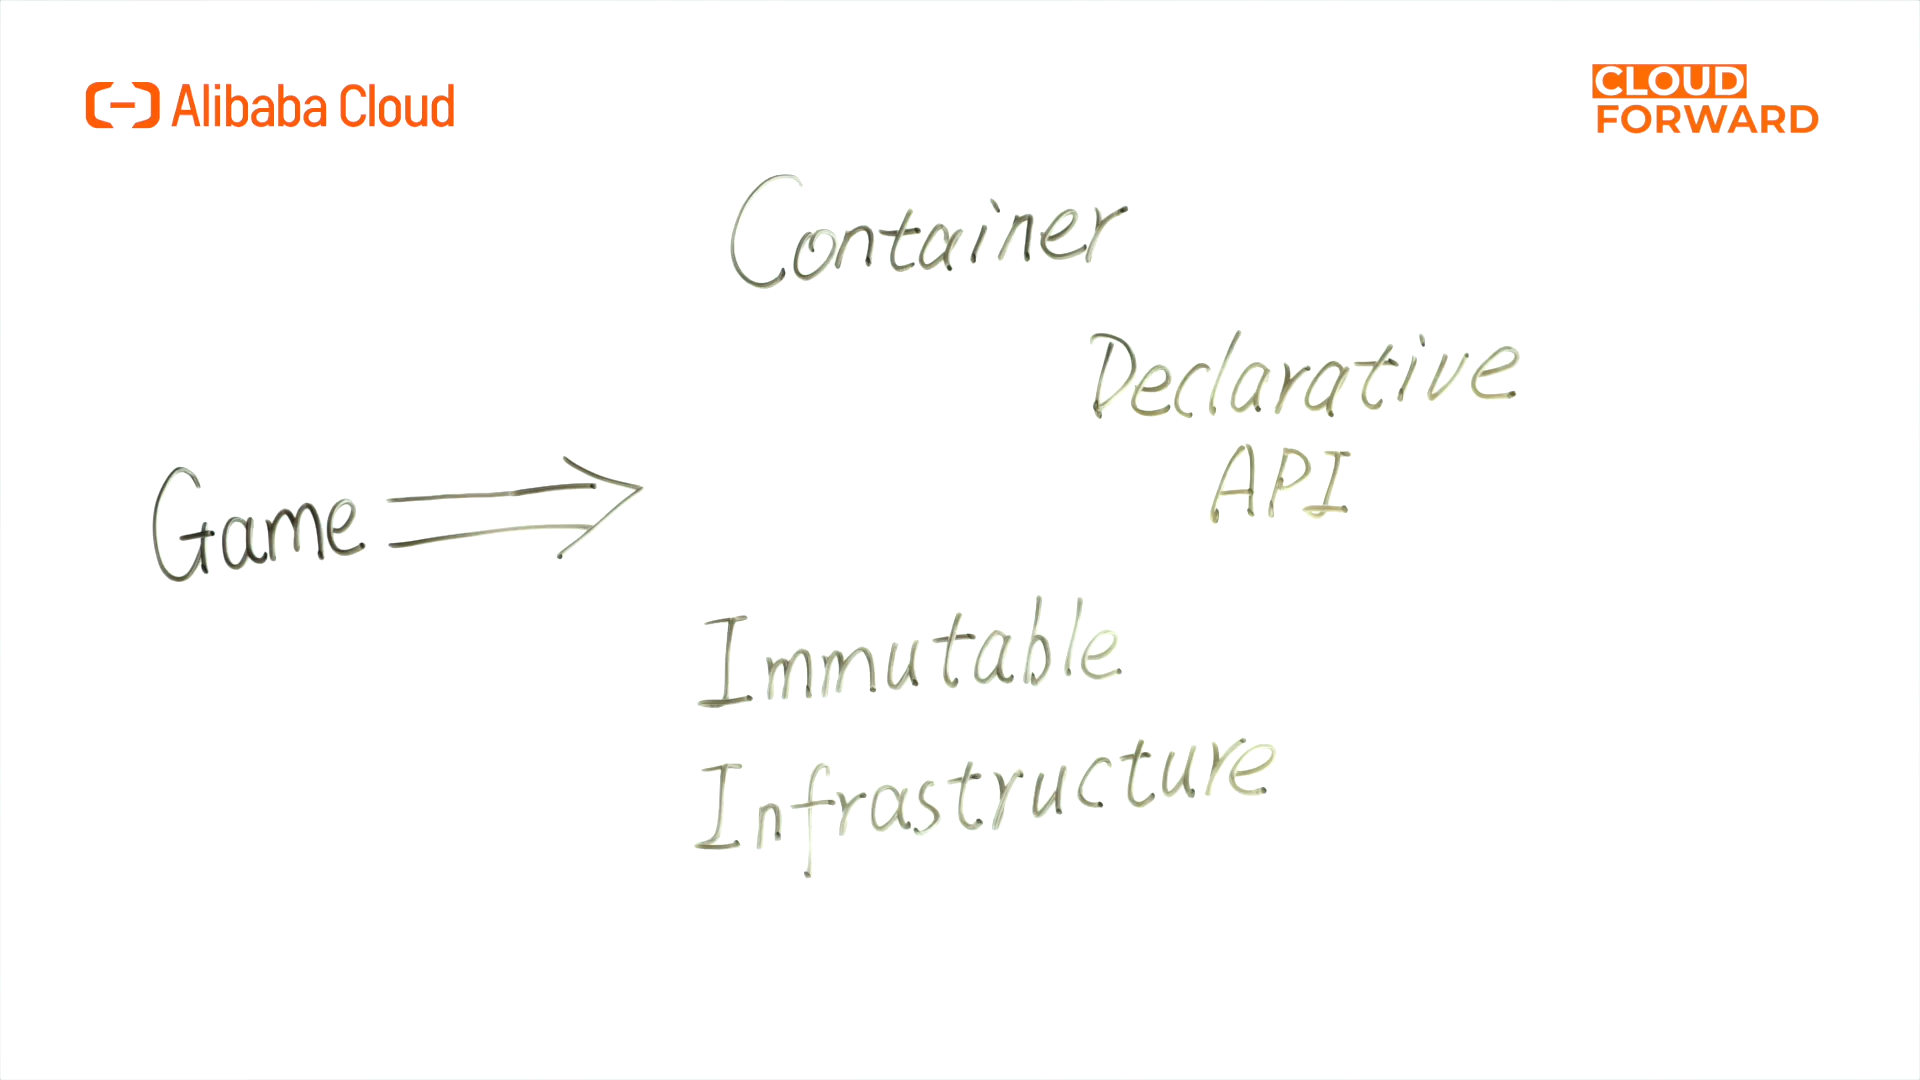 Alibaba Cloud
CLOUD
FORWARD
Container
Declarative
API
Game
Immutable
Infrastructure